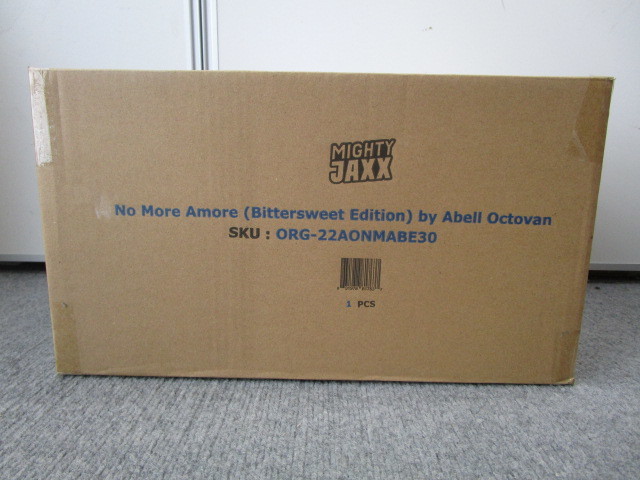 MIGHTY
JAXX
No More Amore (Bittersweet Edition) by Abell Octovan
SKU : ORG-22AONMABE30
1 PCS